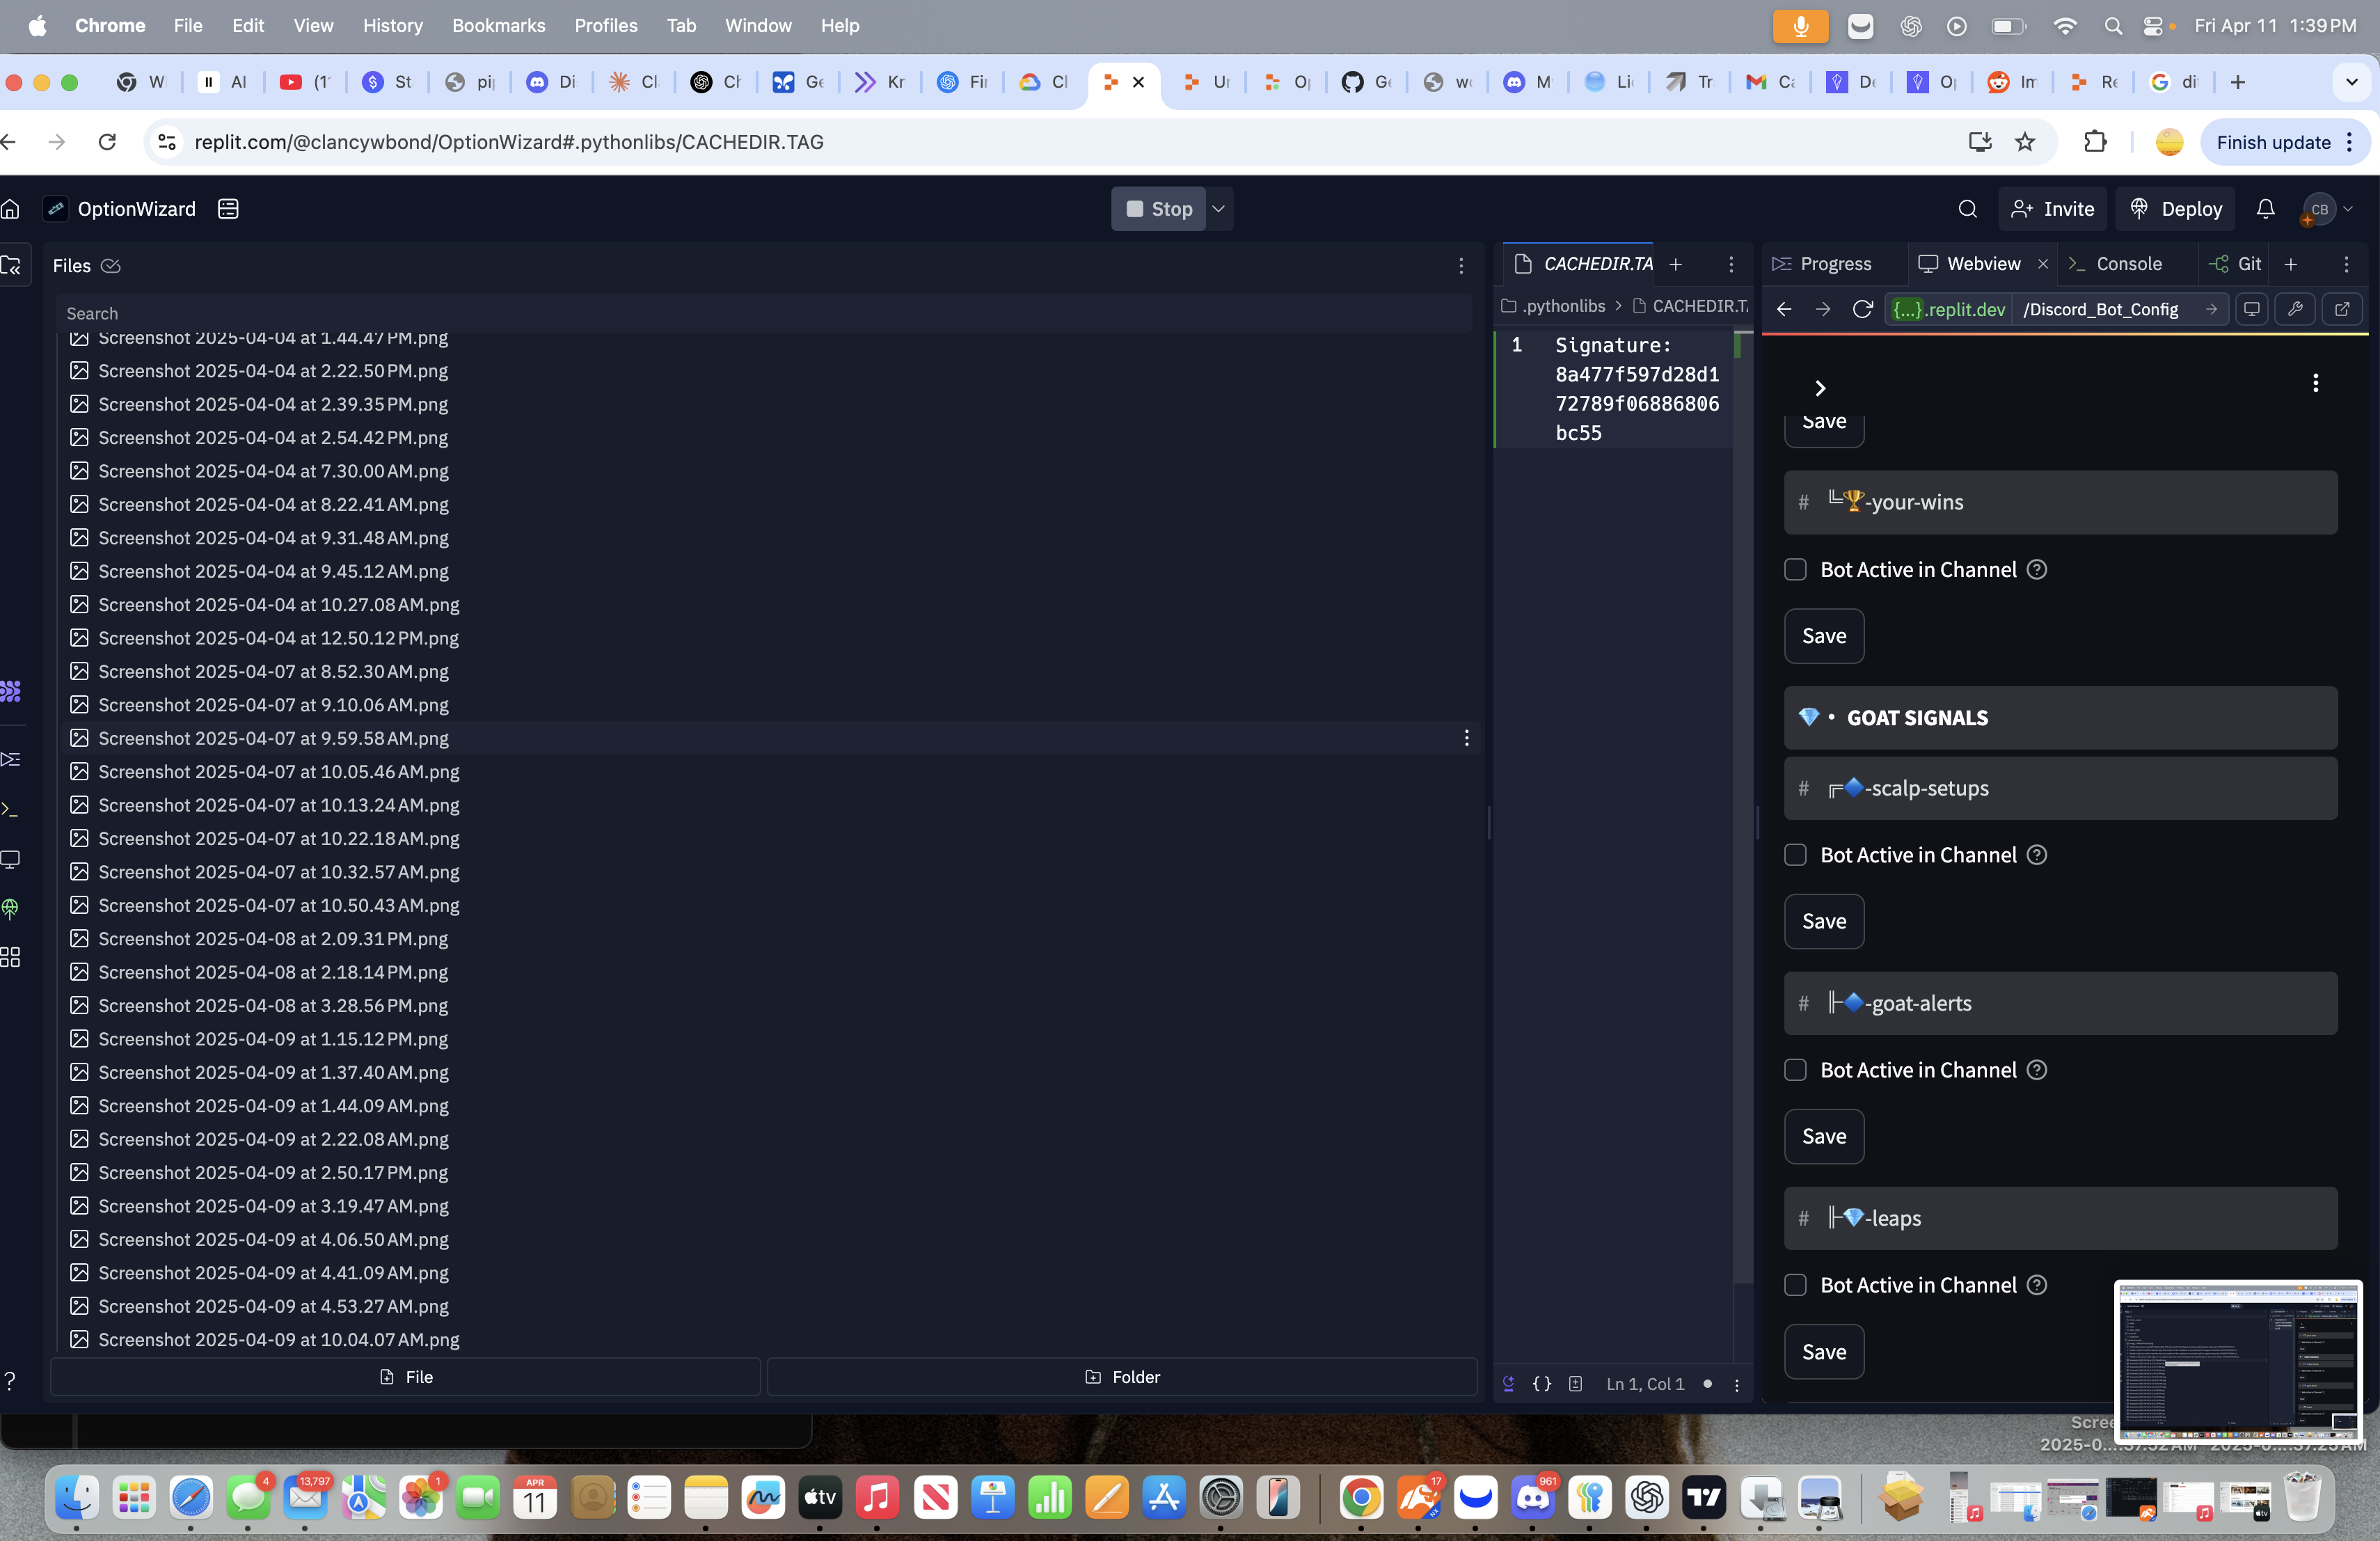 Chrome File Edit View History Bookmarks Profiles Tab Window Help Fri Apr 11 1:39 PM
W AI (1 St pi Di Cl Ch Ge Kr Fir Cl Ur O Ge we M Li Tr Ca De O Im Re di
replit.com/@clancywbond/OptionWizard#.pythonlibs/CACHEDIR.TAG Finish update
OptionWizard Stop Invite Deploy CB
Files
Search
Screenshot 2025-04-04 at 1.44.47 PM.png
Screenshot 2025-04-04 at 2.22.50 PM.png
Screenshot 2025-04-04 at 2.39.35 PM.png
Screenshot 2025-04-04 at 2.54.42 PM.png
Screenshot 2025-04-04 at 7.30.00 AM.png
Screenshot 2025-04-04 at 8.22.41 AM.png
Screenshot 2025-04-04 at 9.31.48 AM.png
Screenshot 2025-04-04 at 9.45.12 AM.png
Screenshot 2025-04-04 at 10.27.08 AM.png
Screenshot 2025-04-04 at 12.50.12 PM.png
Screenshot 2025-04-07 at 8.52.30 AM.png
Screenshot 2025-04-07 at 9.10.06 AM.png
Screenshot 2025-04-07 at 9.59.58 AM.png
Screenshot 2025-04-07 at 10.05.46 AM.png
Screenshot 2025-04-07 at 10.13.24 AM.png
Screenshot 2025-04-07 at 10.22.18 AM.png
Screenshot 2025-04-07 at 10.32.57 AM.png
Screenshot 2025-04-07 at 10.50.43 AM.png
Screenshot 2025-04-08 at 2.09.31 PM.png
Screenshot 2025-04-08 at 2.18.14 PM.png
Screenshot 2025-04-08 at 3.28.56 PM.png
Screenshot 2025-04-09 at 1.15.12 PM.png
Screenshot 2025-04-09 at 1.37.40 AM.png
Screenshot 2025-04-09 at 1.44.09 AM.png
Screenshot 2025-04-09 at 2.22.08 AM.png
Screenshot 2025-04-09 at 2.50.17 PM.png
Screenshot 2025-04-09 at 3.19.47 AM.png
Screenshot 2025-04-09 at 4.06.50 AM.png
Screenshot 2025-04-09 at 4.41.09 AM.png
Screenshot 2025-04-09 at 4.53.27 AM.png
Screenshot 2025-04-09 at 10.04.07 AM.png
File Folder
CACHEDIR.TA
.pythonlibs > CACHEDIR.T
1 Signature:
8a477f597d28d1
72789f06886806
bc55
{} Ln 1, Col 1
Progress Webview Console Git
{...}.replit.dev /Discord_Bot_Config
Save
# ╚🏆-your-wins
Bot Active in Channel
Save
💎 • GOAT SIGNALS
# ╔🔷-scalp-setups
Bot Active in Channel
Save
# ╠🔷-goat-alerts
Bot Active in Channel
Save
# ╠💎-leaps
Bot Active in Channel
Save
Scree
4 13,797 1 APR 11 tv 17 961